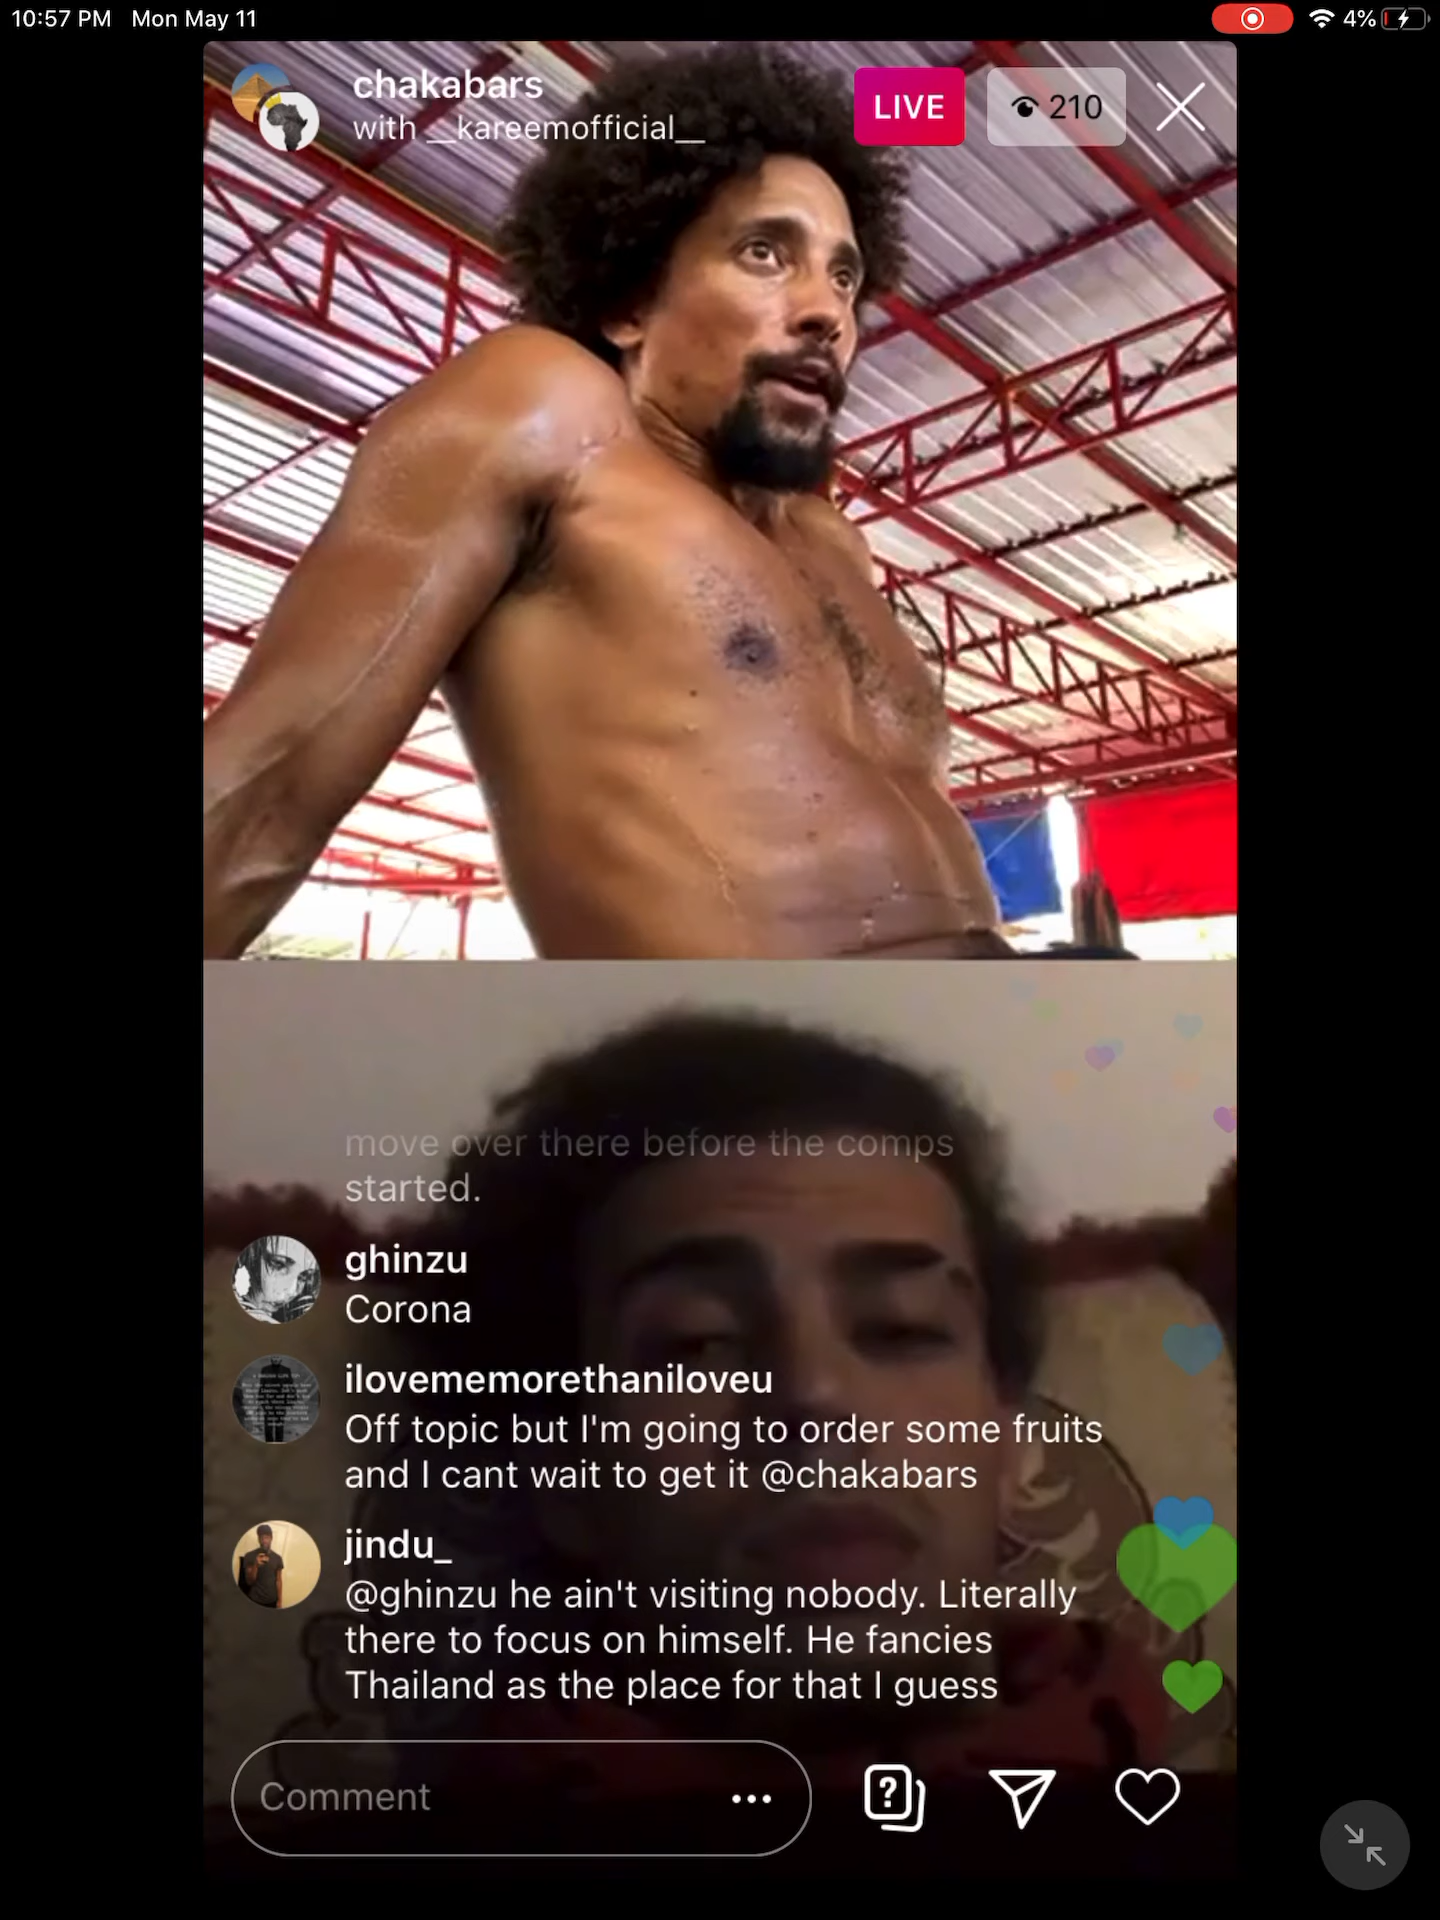 10:57 PM Mon May 11
4%
chakabars
with __kareemofficial__
LIVE
210
move over there before the comps
started.
ghinzu
Corona
ilovememorethaniloveu
Off topic but I'm going to order some fruits
and I cant wait to get it @chakabars
jindu_
@ghinzu he ain't visiting nobody. Literally
there to focus on himself. He fancies
Thailand as the place for that I guess
Comment